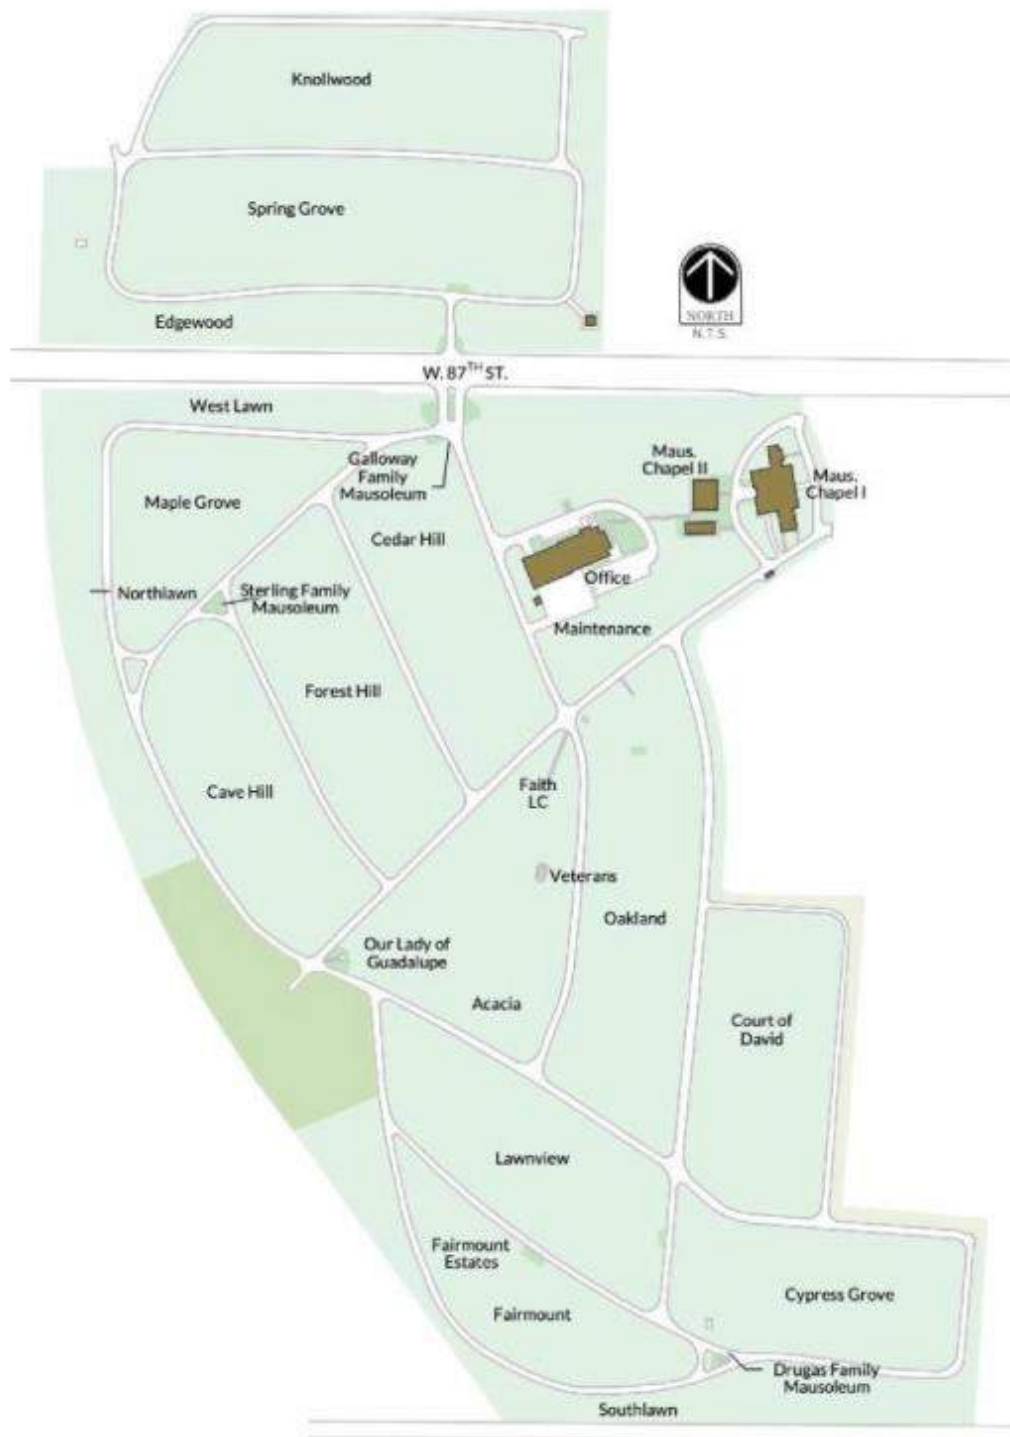 Knollwood
Spring Grove
NORTH
N.T.S.
Edgewood
W. 87TH ST.
West Lawn
Galloway
Family
Mausoleum
Maus.
Chapel II
Maus.
Chapel I
Maple Grove
Cedar Hill
Office
Northlawn
Sterling Family
Mausoleum
Maintenance
Forest Hill
Cave Hill
Faith
LC
Veterans
Oakland
Our Lady of
Guadalupe
Acacia
Court of
David
Lawnview
Fairmount
Estates
Fairmount
Cypress Grove
Drugas Family
Mausoleum
Southlawn